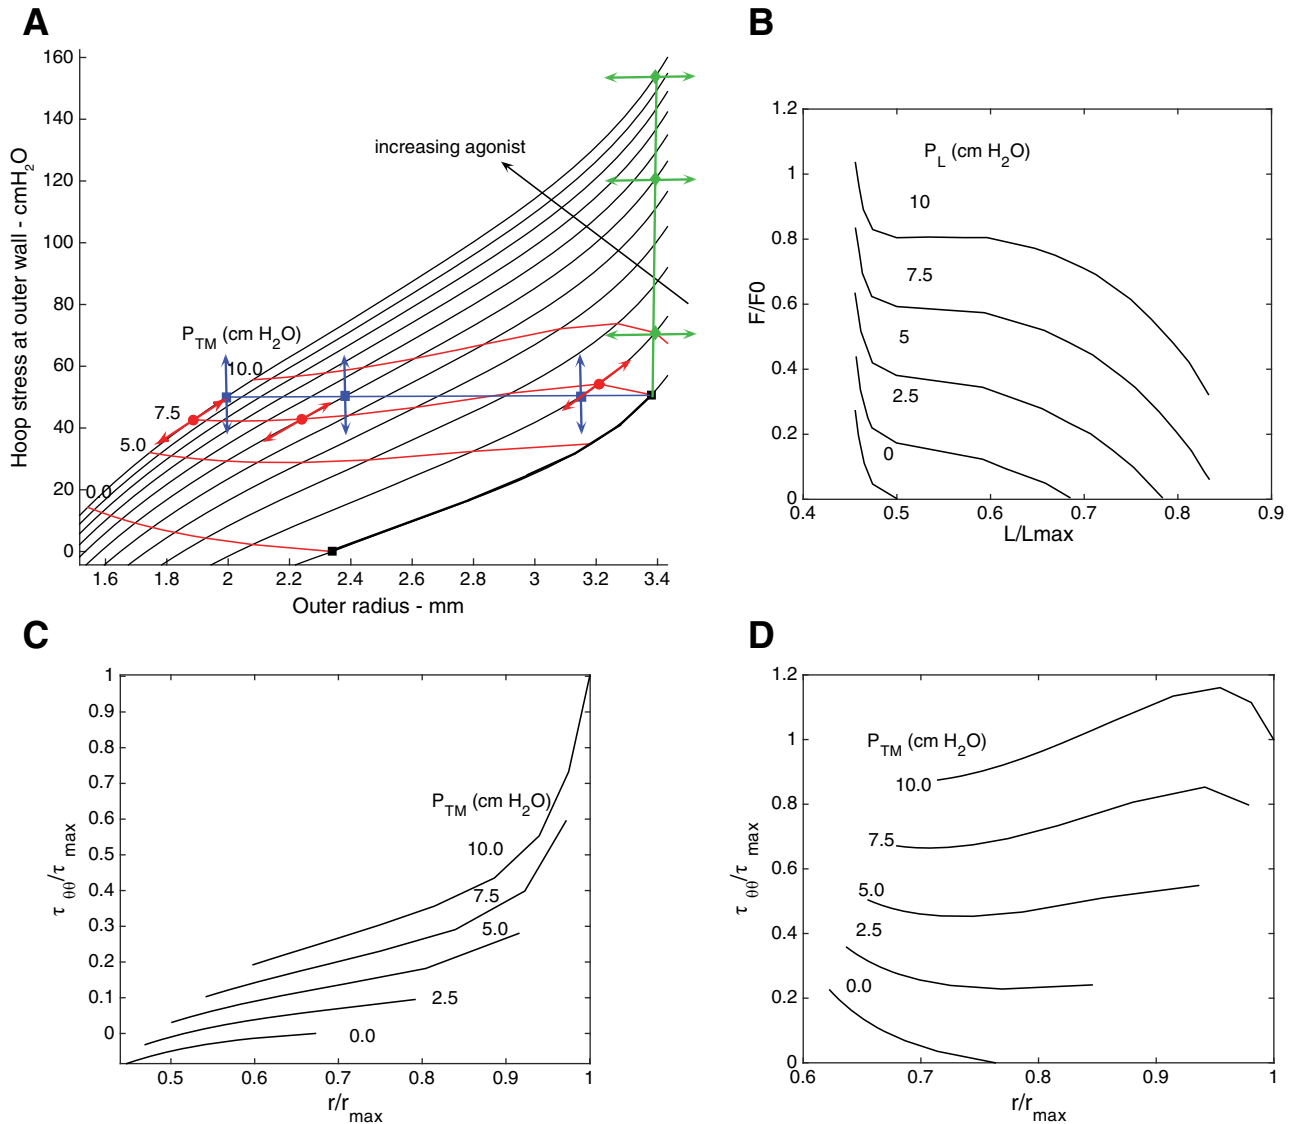 A
160
140
120
100
80
60
40
20
0
Hoop stress at outer wall - cmH2O
increasing agonist
PTM (cm H2O)
10.0
7.5
5.0
0.0
1.6 1.8 2 2.2 2.4 2.6 2.8 3 3.2 3.4
Outer radius - mm
B
1.2
1
0.8
0.6
0.4
0.2
0
F/F0
PL (cm H2O)
10
7.5
5
2.5
0
0.4 0.5 0.6 0.7 0.8 0.9
L/Lmax
C
1
0.9
0.8
0.7
0.6
0.5
0.4
0.3
0.2
0.1
0
τθθ/τmax
PTM (cm H2O)
10.0
7.5
5.0
2.5
0.0
0.5 0.6 0.7 0.8 0.9 1
r/rmax
D
1.2
1
0.8
0.6
0.4
0.2
0
τθθ/τmax
PTM (cm H2O)
10.0
7.5
5.0
2.5
0.0
0.6 0.7 0.8 0.9 1
r/rmax